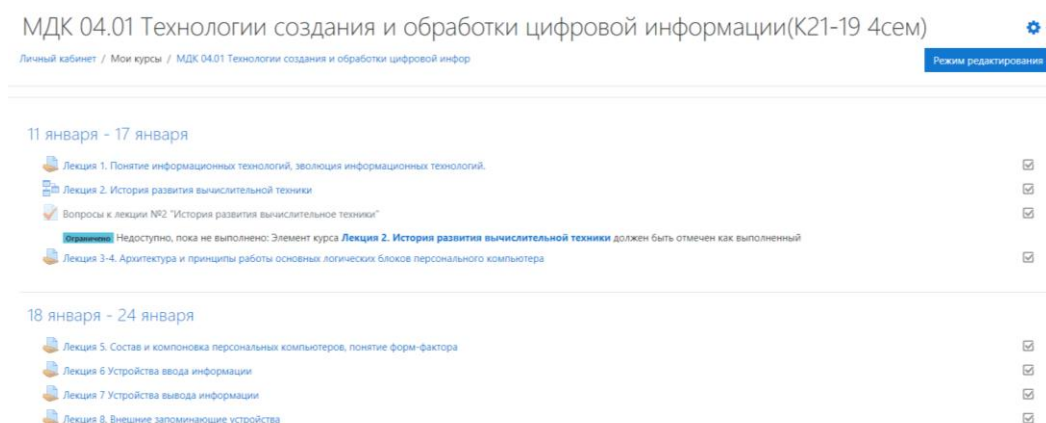 МДК 04.01 Технологии создания и обработки цифровой информации(К21-19 4сем)
Личный кабинет / Мои курсы / МДК 04.01 Технологии создания и обработки цифровой инфор
Режим редактирования
11 января - 17 января
Лекция 1. Понятие информационных технологий, эволюция информационных технологий.
Лекция 2. История развития вычислительной техники
Вопросы к лекции №2 "История развития вычислительное техники"
Ограничено Недоступно, пока не выполнено: Элемент курса Лекция 2. История развития вычислительной техники должен быть отмечен как выполненный
Лекция 3-4. Архитектура и принципы работы основных логических блоков персонального компьютера
18 января - 24 января
Лекция 5. Состав и компоновка персональных компьютеров, понятие форм-фактора
Лекция 6 Устройства ввода информации
Лекция 7 Устройства вывода информации
Лекция 8. Внешние запоминающие устройства